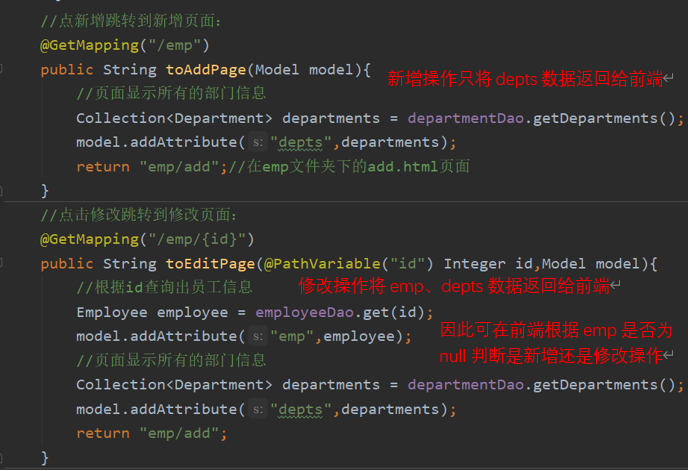 //点新增跳转到新增页面:
@GetMapping("/emp")
public String toAddPage(Model model){
新增操作只将 depts 数据返回给前端
//页面显示所有的部门信息
Collection<Department> departments = departmentDao.getDepartments();
model.addAttribute( s: "depts",departments);
return "emp/add";//在emp文件夹下的add.html页面
}
//点击修改跳转到修改页面:
@GetMapping("/emp/{id}")
public String toEditPage(@PathVariable("id") Integer id,Model model){
//根据id查询出员工信息 修改操作将 emp、depts 数据返回给前端
Employee employee = employeeDao.get(id);
model.addAttribute( s: "emp",employee);
因此可在前端根据 emp 是否为
null 判断是新增还是修改操作
//页面显示所有的部门信息
Collection<Department> departments = departmentDao.getDepartments();
model.addAttribute( s: "depts",departments);
return "emp/add";
}